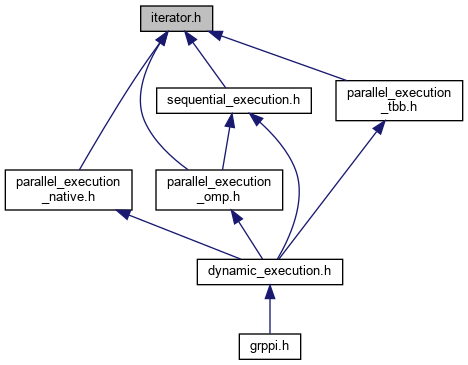 iterator.h
sequential_execution.h
parallel_execution
_tbb.h
parallel_execution
_native.h
parallel_execution
_omp.h
dynamic_execution.h
grppi.h